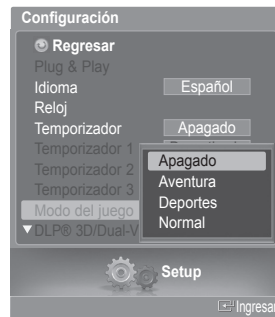 Configuración
Regresar
Plug & Play
Idioma Español
Reloj
Temporizador Apagado
Temporizador 1
Temporizador 2 Apagado
Temporizador 3 Aventura
Modo del juego Deportes
▼DLP® 3D/Dual-V Normal
Setup
Ingresar